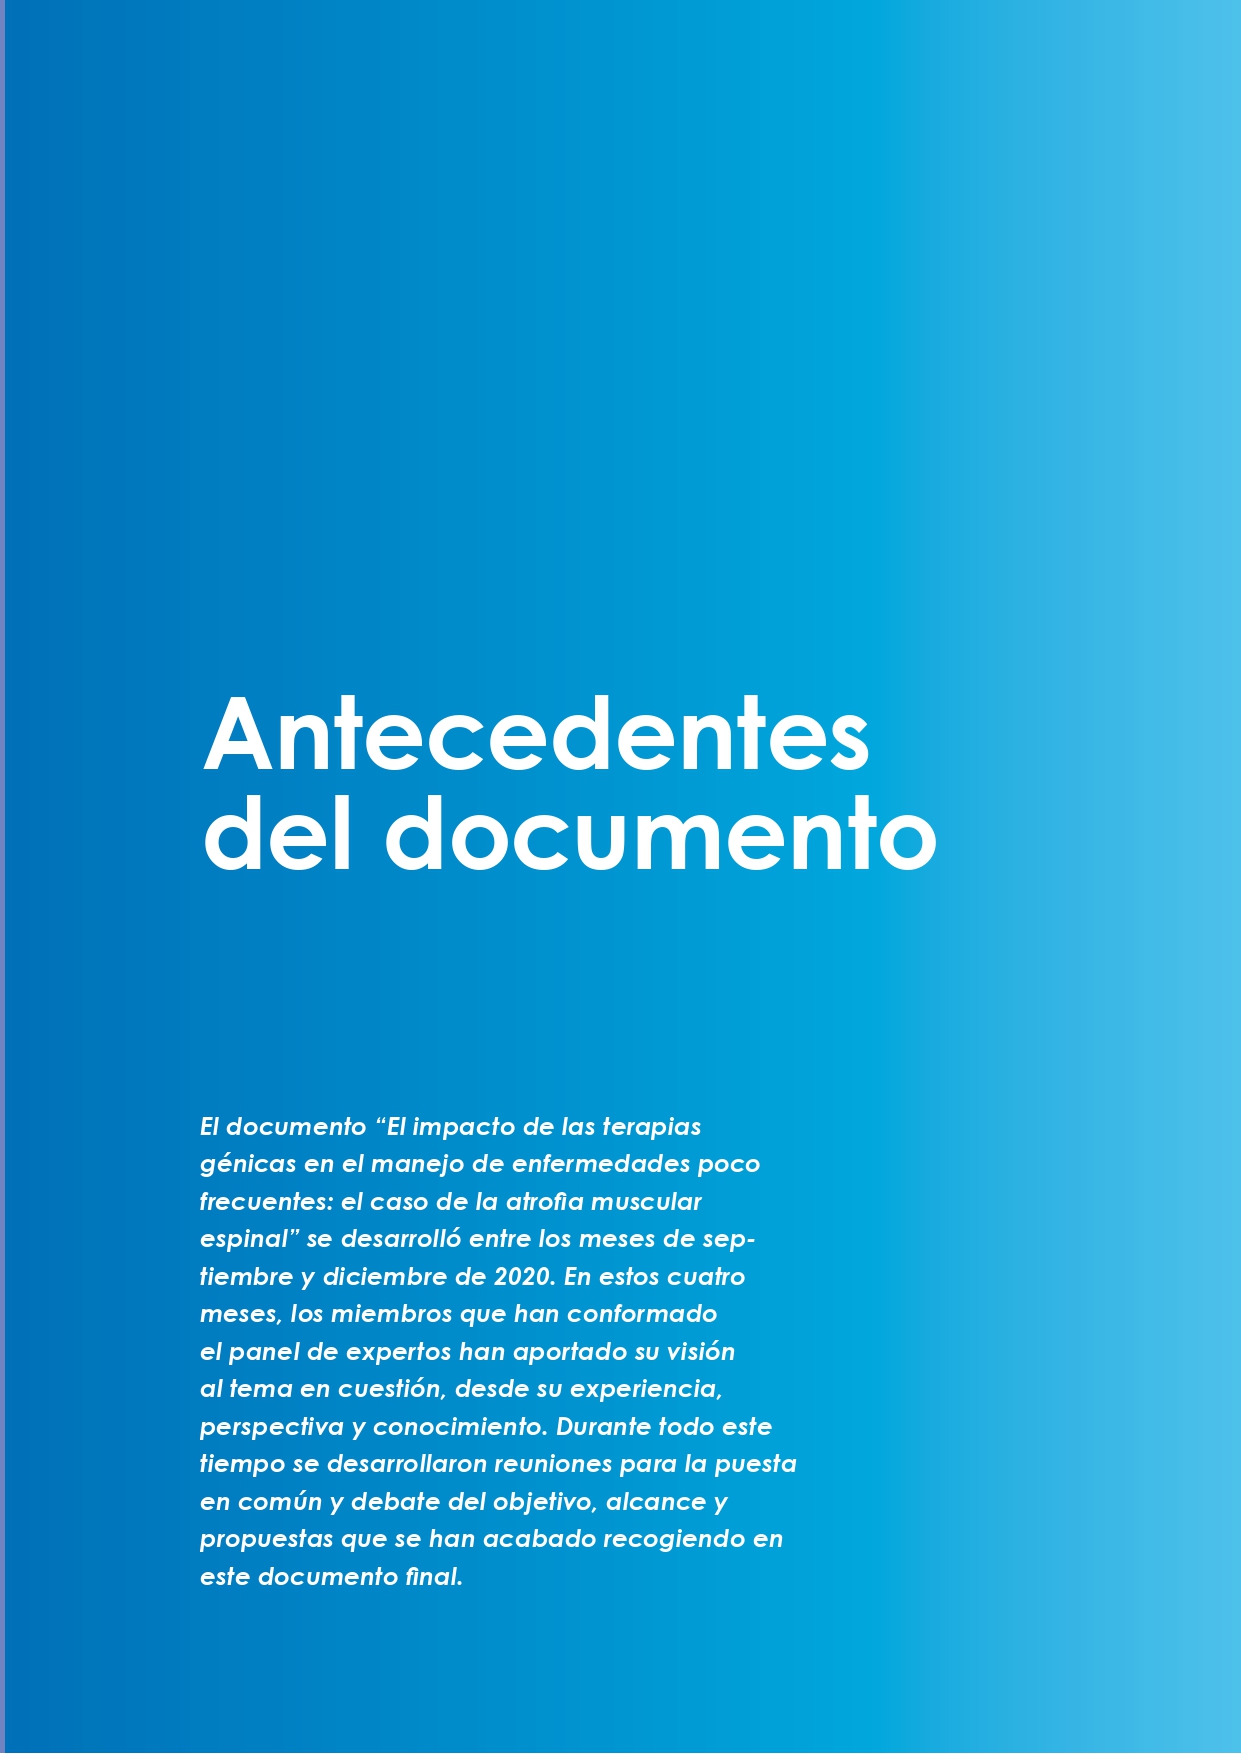 Antecedentes
del documento
El documento “El impacto de las terapias
génicas en el manejo de enfermedades poco
frecuentes: el caso de la atrofia muscular
espinal” se desarrolló entre los meses de sep-
tiembre y diciembre de 2020. En estos cuatro
meses, los miembros que han conformado
el panel de expertos han aportado su visión
al tema en cuestión, desde su experiencia,
perspectiva y conocimiento. Durante todo este
tiempo se desarrollaron reuniones para la puesta
en común y debate del objetivo, alcance y
propuestas que se han acabado recogiendo en
este documento final.